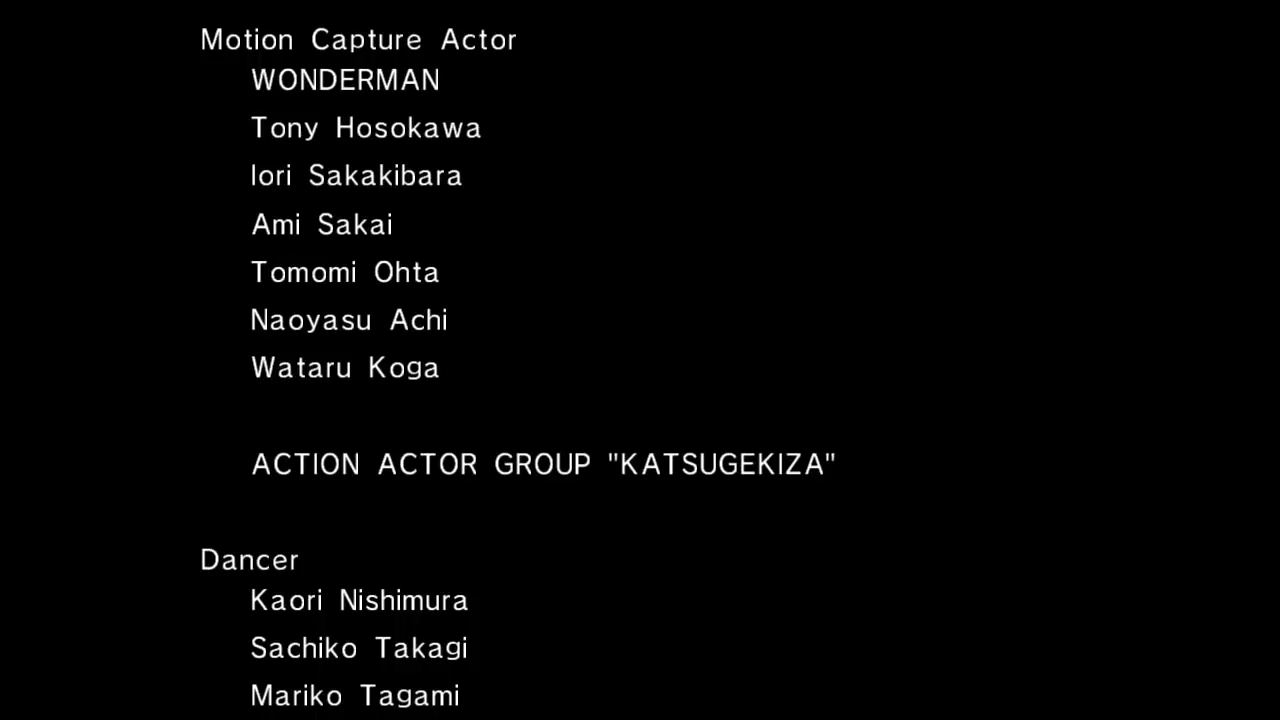 Motion Capture Actor
WONDERMAN
Tony Hosokawa
Iori Sakakibara
Ami Sakai
Tomomi Ohta
Naoyasu Achi
Wataru Koga
ACTION ACTOR GROUP "KATSUGEKIZA"
Dancer
Kaori Nishimura
Sachiko Takagi
Mariko Tagami